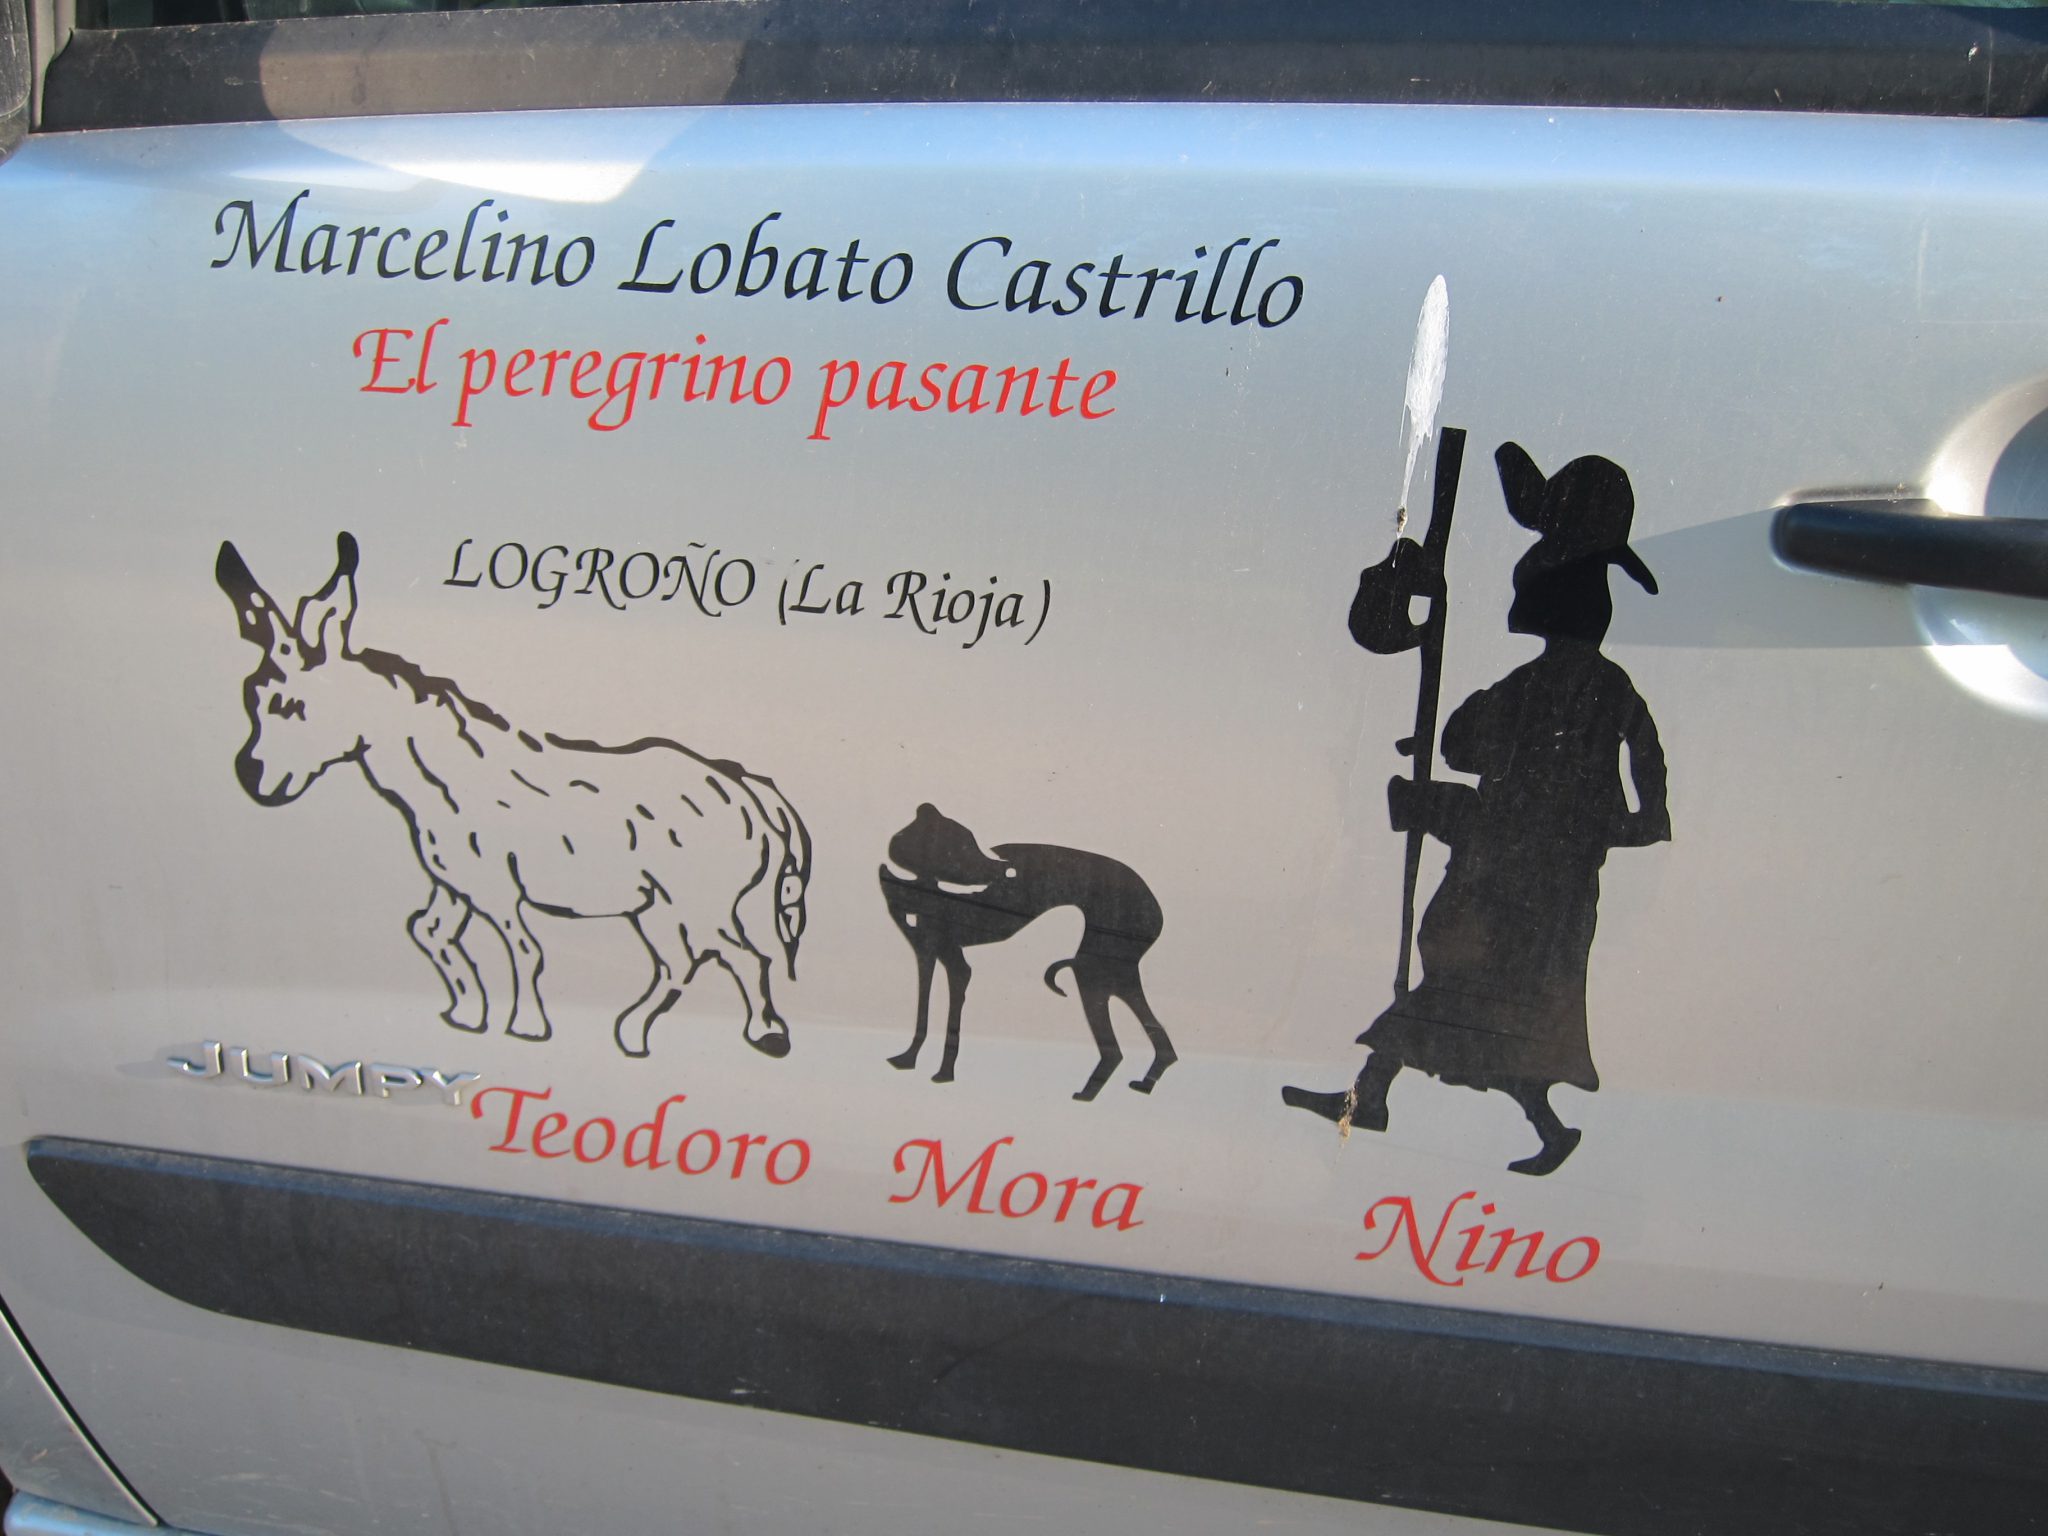 Marcelino Lobato Castrillo
El peregrino pasante
LOGROÑO (La Rioja)
JUMPY
Teodoro Mora Nino